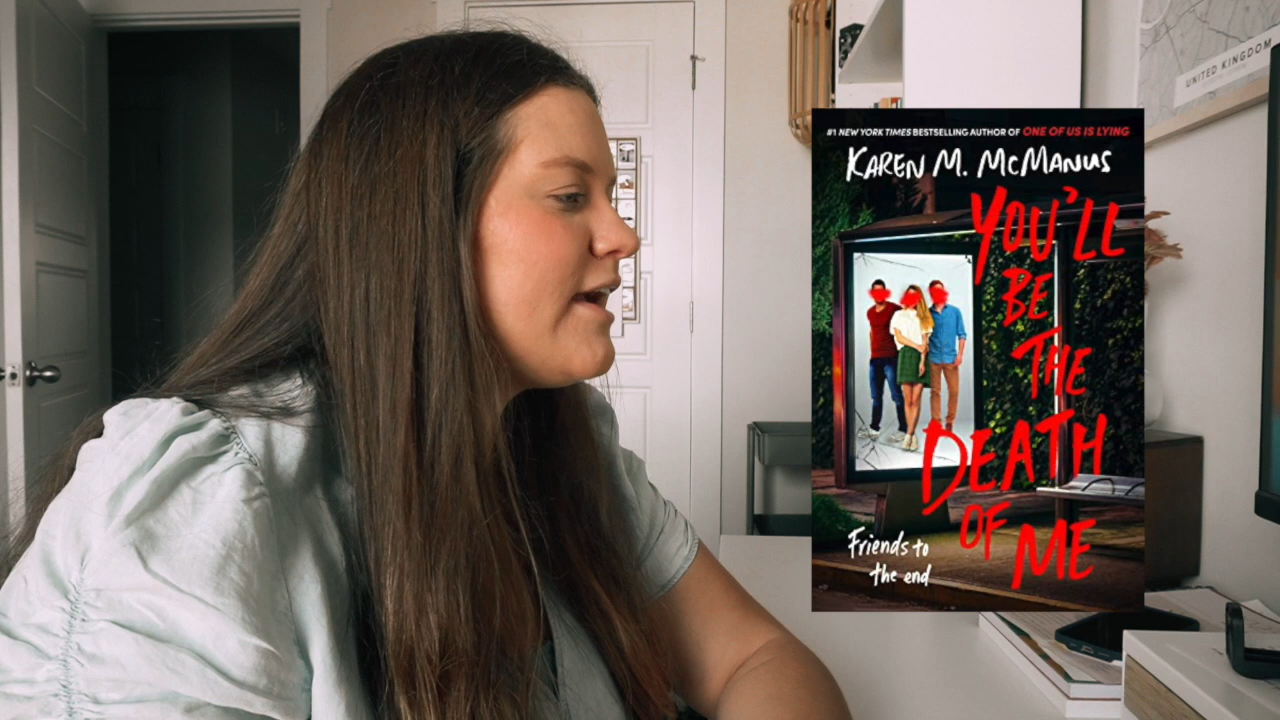 UNITED KINGDOM
#1 NEW YORK TIMES BESTSELLING AUTHOR OF ONE OF US IS LYING
KAREN M. MCMANUS
YOU'LL
BE
THE
DEATH
OF
ME
Friends to
the end